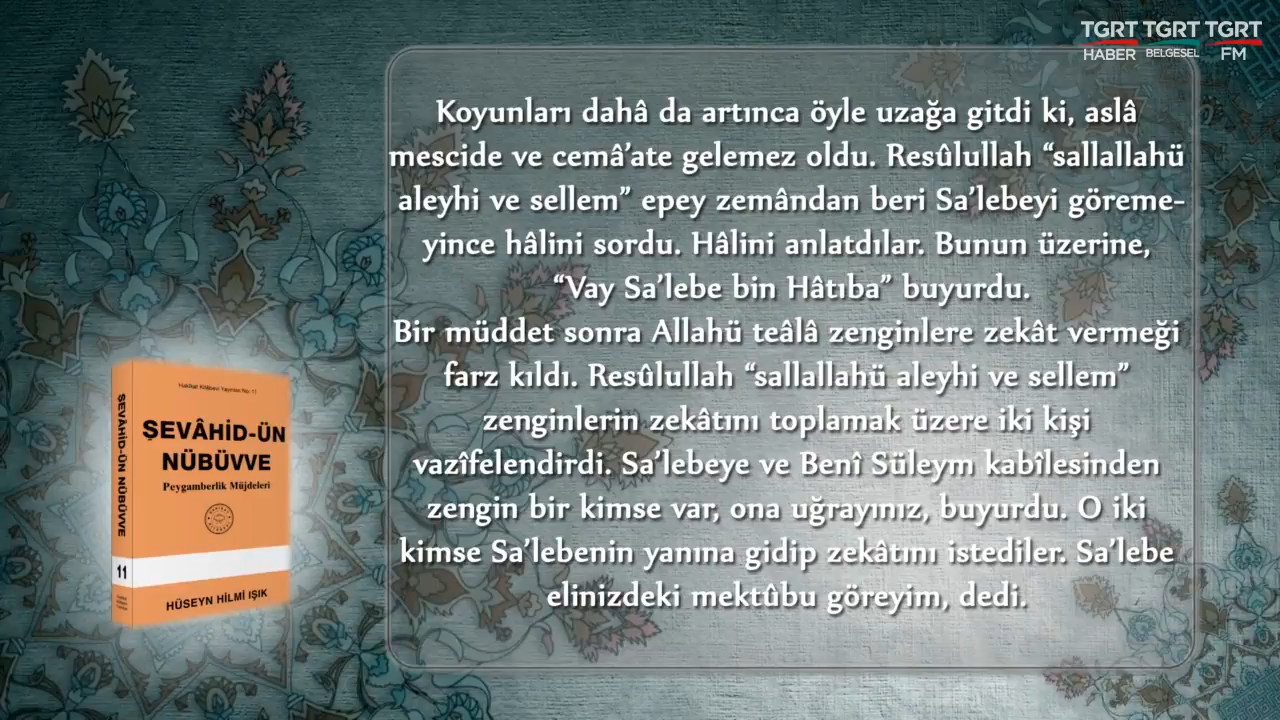 TGRT HABER
TGRT BELGESEL
TGRT FM
Koyunları dahâ da artınca öyle uzağa gitdi ki, aslâ
mescide ve cemâ'ate gelemez oldu. Resûlullah “sallallahü
aleyhi ve sellem” epey zemândan beri Sa'lebeyi göreme-
yince hâlini sordu. Hâlini anlatdılar. Bunun üzerine,
“Vay Sa'lebe bin Hâtıba” buyurdu.
Bir müddet sonra Allahü teâlâ zenginlere zekât vermeği
farz kıldı. Resûlullah “sallallahü aleyhi ve sellem”
zenginlerin zekâtını toplamak üzere iki kişi
vazîfelendirdi. Sa'lebeye ve Benî Süleym kabîlesinden
zengin bir kimse var, ona uğrayınız, buyurdu. O iki
kimse Sa'lebenin yanına gidip zekâtını istediler. Sa'lebe
elinizdeki mektûbu göreyim, dedi.
Hakîkat Kitâbevi Yayınları No: 11
ŞEVÂHİD-ÜN
NÜBÜVVE
Peygamberlik Müjdeleri
HÜSEYN HİLMİ IŞIK
ŞEVÂHİD-ÜN NÜBÜVVE
11